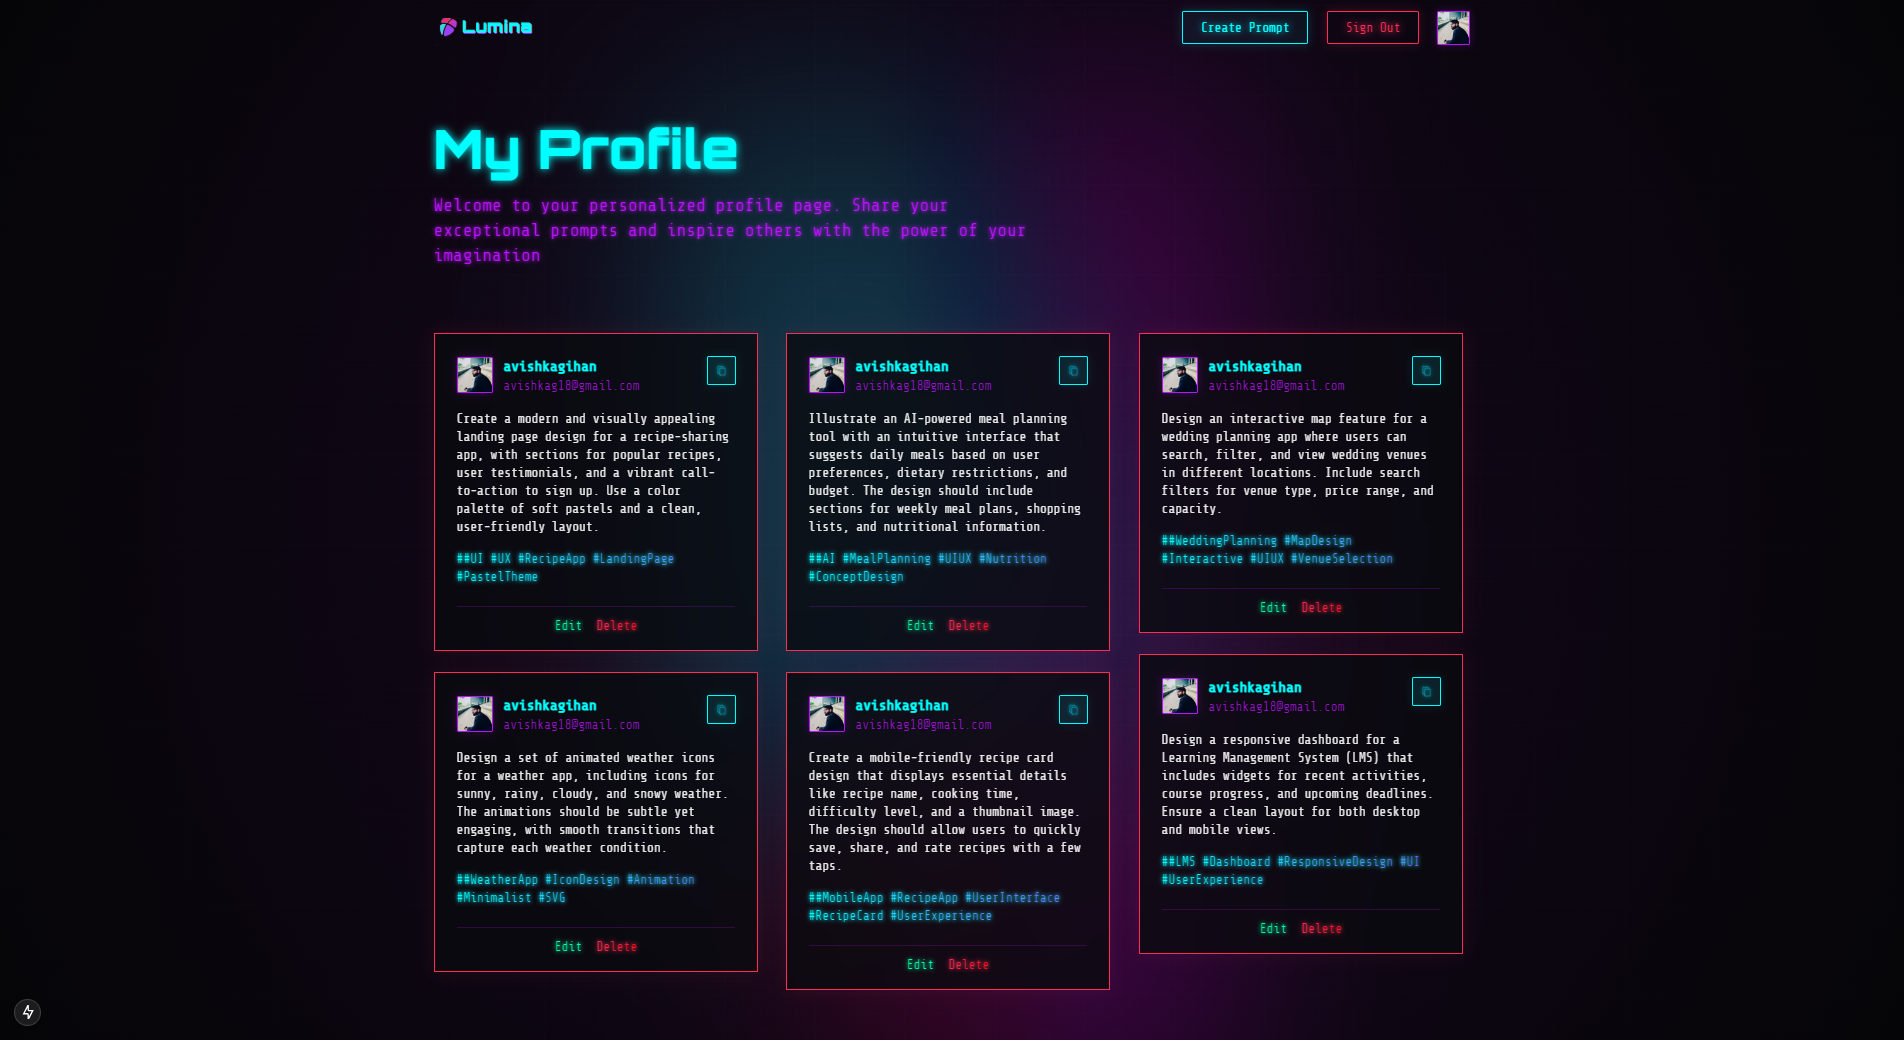 Lumina
Create Prompt
Sign Out
My Profile
Welcome to your personalized profile page. Share your
exceptional prompts and inspire others with the power of your
imagination
avishkagihan
avishkag18@gmail.com
Create a modern and visually appealing
landing page design for a recipe-sharing
app, with sections for popular recipes,
user testimonials, and a vibrant call-
to-action to sign up. Use a color
palette of soft pastels and a clean,
user-friendly layout.
##UI #UX #RecipeApp #LandingPage
#PastelTheme
Edit Delete
avishkagihan
avishkag18@gmail.com
Illustrate an AI-powered meal planning
tool with an intuitive interface that
suggests daily meals based on user
preferences, dietary restrictions, and
budget. The design should include
sections for weekly meal plans, shopping
lists, and nutritional information.
##AI #MealPlanning #UIUX #Nutrition
#ConceptDesign
Edit Delete
avishkagihan
avishkag18@gmail.com
Design an interactive map feature for a
wedding planning app where users can
search, filter, and view wedding venues
in different locations. Include search
filters for venue type, price range, and
capacity.
##WeddingPlanning #MapDesign
#Interactive #UIUX #VenueSelection
Edit Delete
avishkagihan
avishkag18@gmail.com
Design a set of animated weather icons
for a weather app, including icons for
sunny, rainy, cloudy, and snowy weather.
The animations should be subtle yet
engaging, with smooth transitions that
capture each weather condition.
##WeatherApp #IconDesign #Animation
#Minimalist #SVG
Edit Delete
avishkagihan
avishkag18@gmail.com
Create a mobile-friendly recipe card
design that displays essential details
like recipe name, cooking time,
difficulty level, and a thumbnail image.
The design should allow users to quickly
save, share, and rate recipes with a few
taps.
##MobileApp #RecipeApp #UserInterface
#RecipeCard #UserExperience
Edit Delete
avishkagihan
avishkag18@gmail.com
Design a responsive dashboard for a
Learning Management System (LMS) that
includes widgets for recent activities,
course progress, and upcoming deadlines.
Ensure a clean layout for both desktop
and mobile views.
##LMS #Dashboard #ResponsiveDesign #UI
#UserExperience
Edit Delete